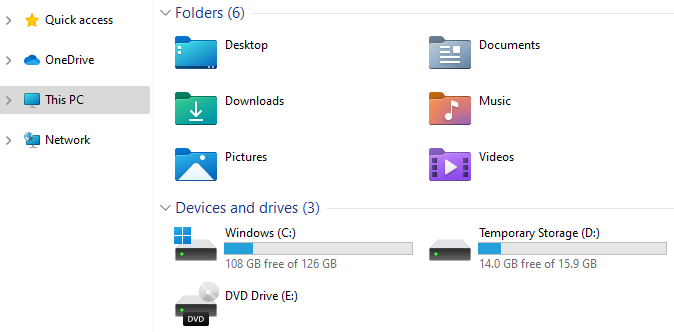 Quick access
OneDrive
This PC
Network
Folders (6)
Desktop
Documents
Downloads
Music
Pictures
Videos
Devices and drives (3)
Windows (C:)
108 GB free of 126 GB
Temporary Storage (D:)
14.0 GB free of 15.9 GB
DVD Drive (E:)
DVD